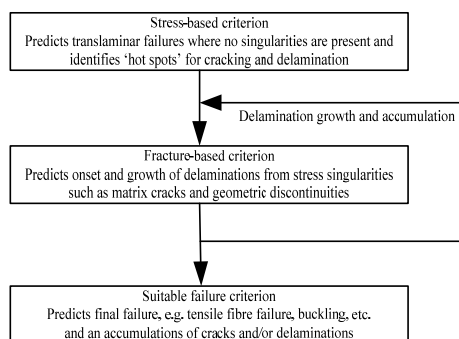 Stress-based criterion
Predicts translaminar failures where no singularities are present and
identifies ‘hot spots’ for cracking and delamination
Delamination growth and accumulation
Fracture-based criterion
Predicts onset and growth of delaminations from stress singularities
such as matrix cracks and geometric discontinuities
Suitable failure criterion
Predicts final failure, e.g. tensile fibre failure, buckling, etc.
and an accumulations of cracks and/or delaminations